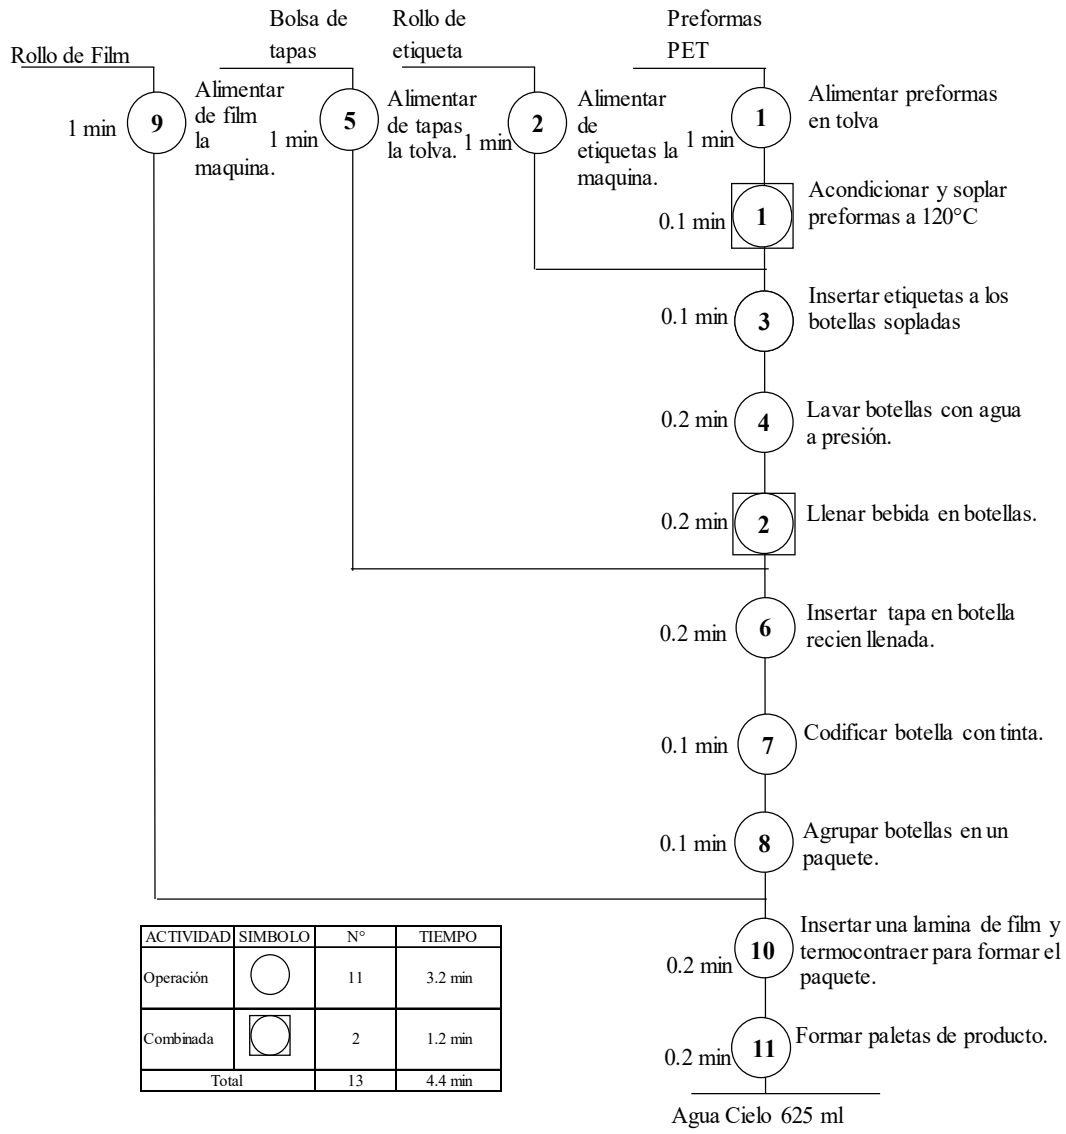 Rollo de Film
Bolsa de
tapas
Rollo de
etiqueta
Preformas
PET
1 min
9
Alimentar
de film
la
maquina.
1 min
5
Alimentar
de tapas
la tolva.
1 min
2
Alimentar
de
etiquetas la
maquina.
1 min
1
Alimentar preformas
en tolva
0.1 min
1
Acondicionar y soplar
preformas a 120°C
0.1 min
3
Insertar etiquetas a los
botellas sopladas
0.2 min
4
Lavar botellas con agua
a presión.
0.2 min
2
Llenar bebida en botellas.
0.2 min
6
Insertar tapa en botella
recien llenada.
0.1 min
7
Codificar botella con tinta.
0.1 min
8
Agrupar botellas en un
paquete.
0.2 min
10
Insertar una lamina de film y
termocontraer para formar el
paquete.
0.2 min
11
Formar paletas de producto.
Agua Cielo 625 ml
ACTIVIDAD SIMBOLO N° TIEMPO
Operación 11 3.2 min
Combinada 2 1.2 min
Total 13 4.4 min